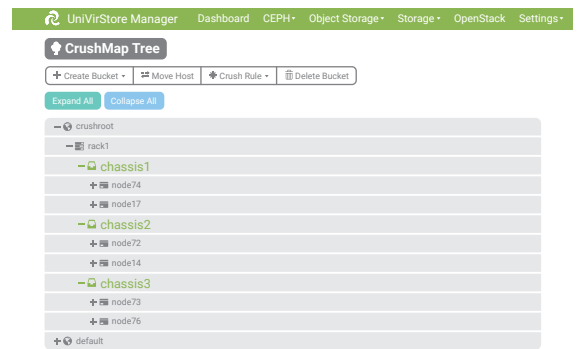 UniVirStore Manager Dashboard CEPH Object Storage Storage OpenStack Settings
CrushMap Tree
Create Bucket Move Host Crush Rule Delete Bucket
Expand All Collapse All
crushroot
rack1
chassis1
node74
node17
chassis2
node72
node14
chassis3
node73
node76
default